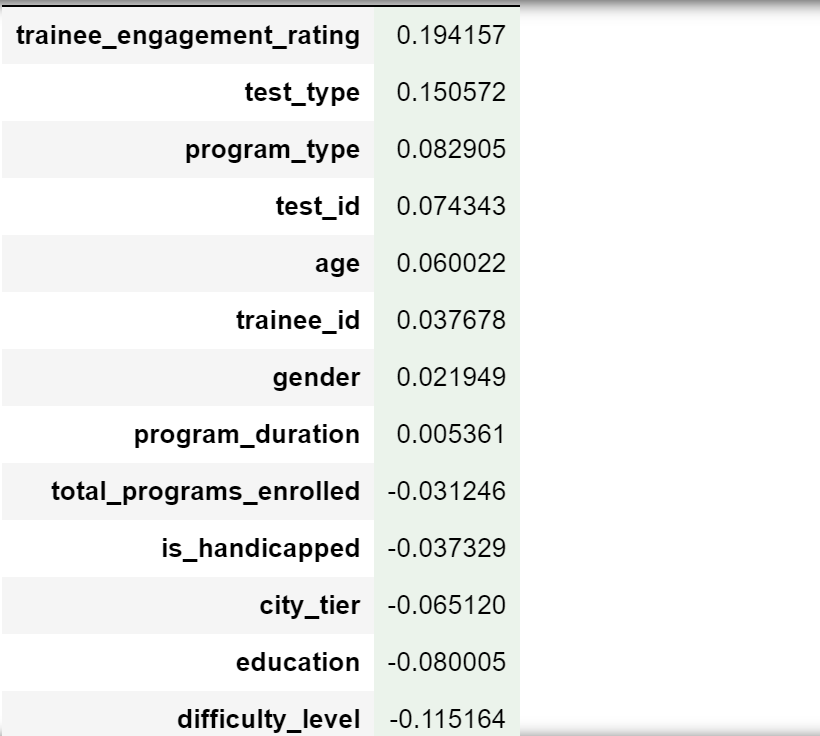 trainee_engagement_rating 0.194157
test_type 0.150572
program_type 0.082905
test_id 0.074343
age 0.060022
trainee_id 0.037678
gender 0.021949
program_duration 0.005361
total_programs_enrolled -0.031246
is_handicapped -0.037329
city_tier -0.065120
education -0.080005
difficulty_level -0.115164